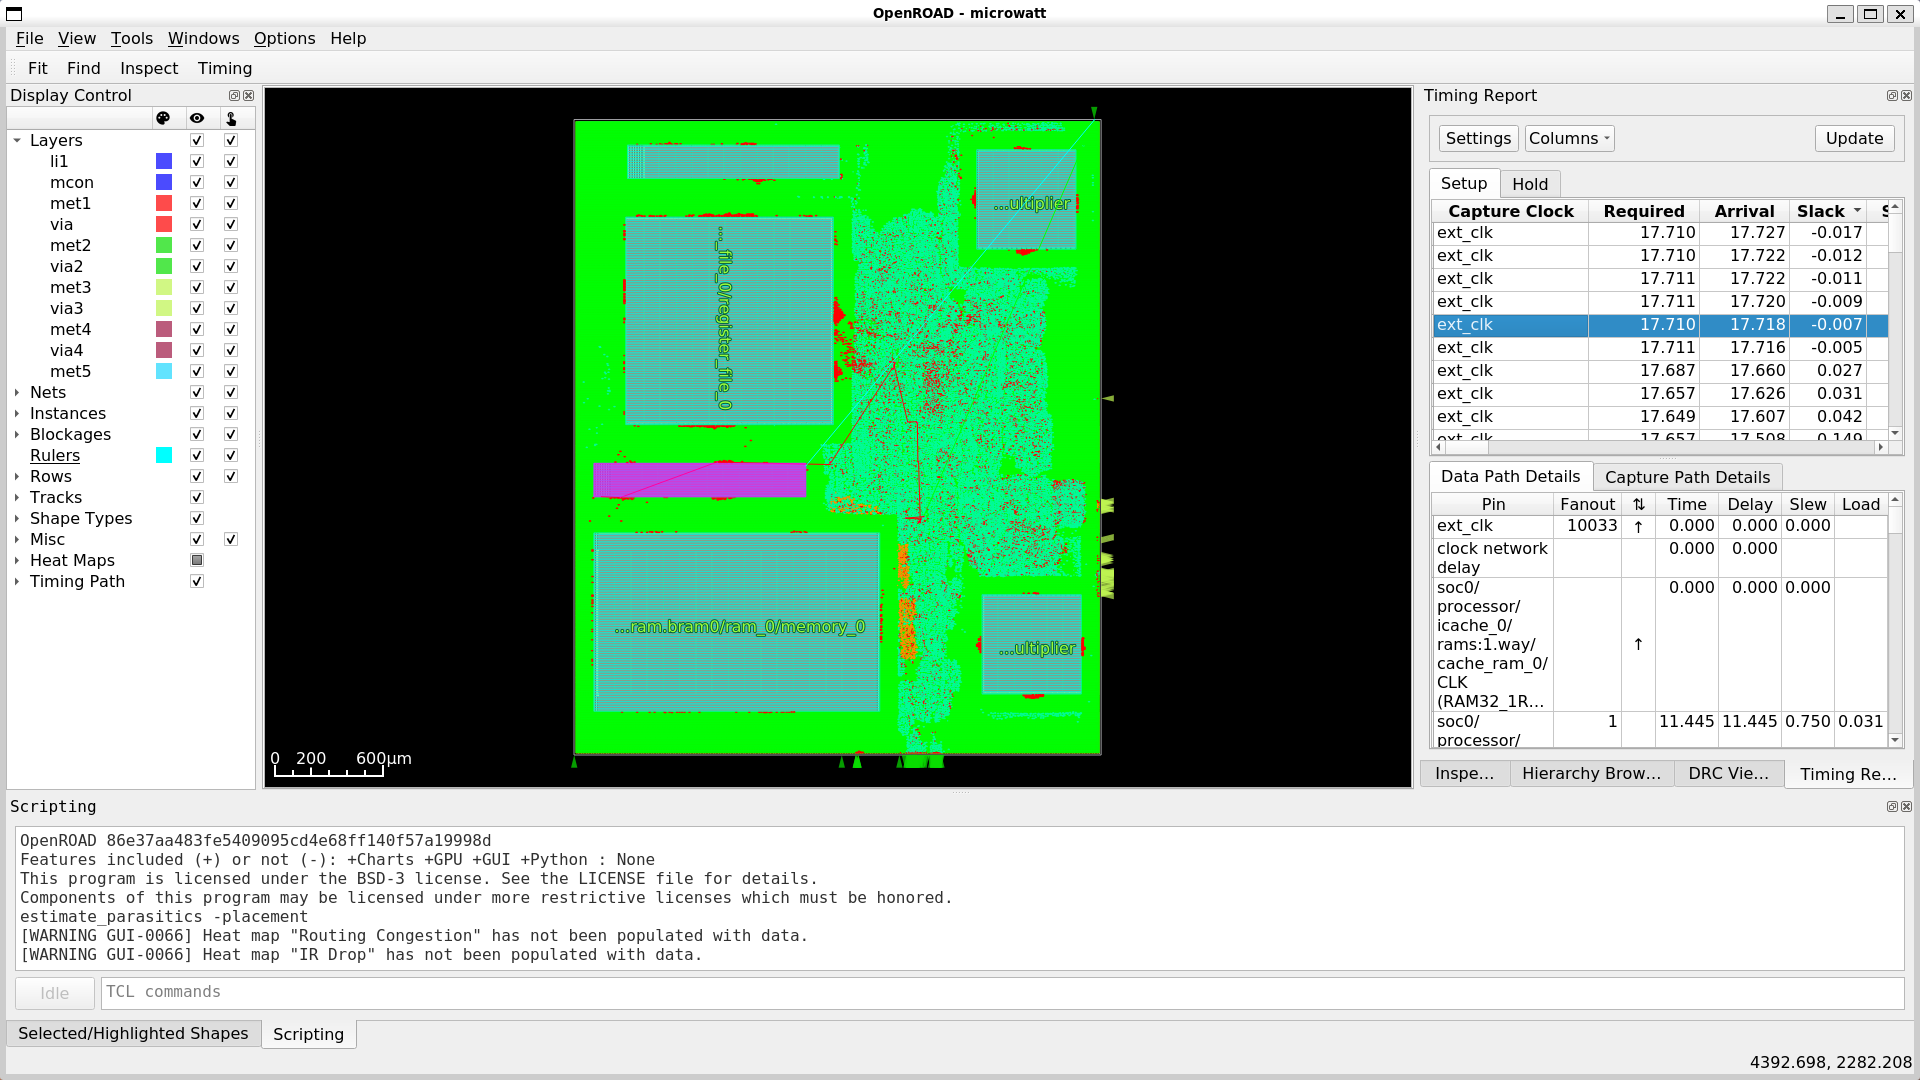 OpenROAD - microwatt
File View Tools Windows Options Help
Fit Find Inspect Timing
Display Control
Layers
li1
mcon
met1
via
met2
via2
met3
via3
met4
via4
met5
Nets
Instances
Blockages
Rulers
Rows
Tracks
Shape Types
Misc
Heat Maps
Timing Path
...ultiplier
..._file_0/register_file_0
...ram.bram0/ram_0/memory_0
...ultiplier
0 200 600μm
Timing Report
Settings Columns Update
Setup Hold
Capture Clock Required Arrival Slack
ext_clk 17.710 17.727 -0.017
ext_clk 17.710 17.722 -0.012
ext_clk 17.711 17.722 -0.011
ext_clk 17.711 17.720 -0.009
ext_clk 17.710 17.718 -0.007
ext_clk 17.711 17.716 -0.005
ext_clk 17.687 17.660 0.027
ext_clk 17.657 17.626 0.031
ext_clk 17.649 17.607 0.042
ext_clk 17.657 17.508 0.149
Data Path Details Capture Path Details
Pin Fanout ⇅ Time Delay Slew Load
ext_clk 10033 ↑ 0.000 0.000 0.000
clock network 0.000 0.000
delay
soc0/ 0.000 0.000 0.000
processor/
icache_0/
rams:1.way/ ↑
cache_ram_0/
CLK
(RAM32_1R...
soc0/ 1 11.445 11.445 0.750 0.031
processor/
Inspe... Hierarchy Brow... DRC Vie... Timing Re...
Scripting
OpenROAD 86e37aa483fe5409095cd4e68ff140f57a19998d
Features included (+) or not (-): +Charts +GPU +GUI +Python : None
This program is licensed under the BSD-3 license. See the LICENSE file for details.
Components of this program may be licensed under more restrictive licenses which must be honored.
estimate_parasitics -placement
[WARNING GUI-0066] Heat map "Routing Congestion" has not been populated with data.
[WARNING GUI-0066] Heat map "IR Drop" has not been populated with data.
Idle TCL commands
Selected/Highlighted Shapes Scripting
4392.698, 2282.208